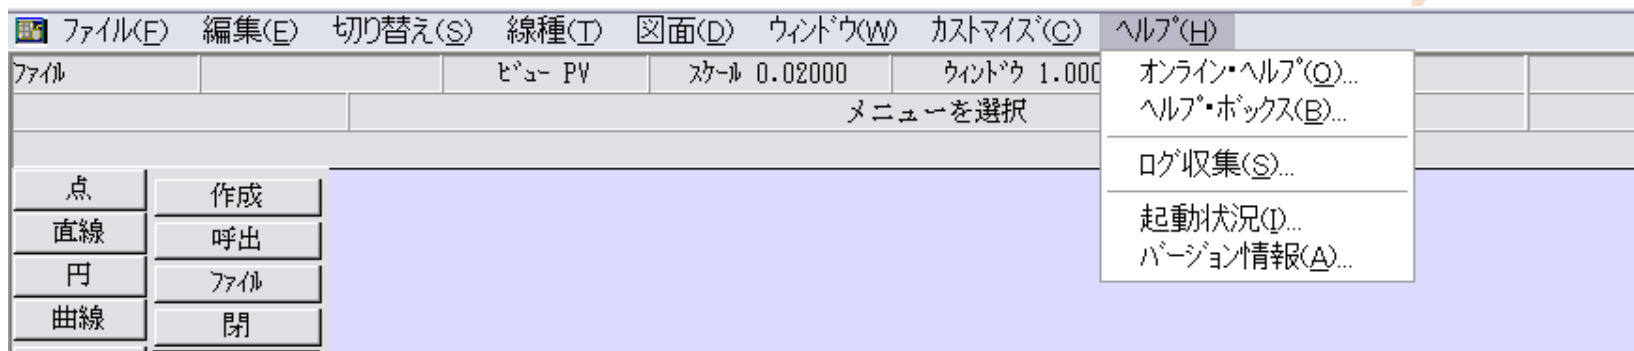 ﾌｧｲﾙ(F) 編集(E) 切り替え(S) 線種(T) 図面(D) ｳｨﾝﾄﾞｳ(W) ｶｽﾄﾏｲｽﾞ(C) ﾍﾙﾌﾟ(H)
ﾌｧｲﾙ ﾋﾞｭｰ PV ｽｹｰﾙ 0.02000 ｳｨﾝﾄﾞｳ 1.000
メニューを選択
ｵﾝﾗｲﾝ･ﾍﾙﾌﾟ(O)...
ﾍﾙﾌﾟ･ﾎﾞｯｸｽ(B)...
ﾛｸﾞ収集(S)...
起動状況(I)...
ﾊﾞｰｼﾞｮﾝ情報(A)...
点
直線
円
曲線
作成
呼出
ﾌｧｲﾙ
閉